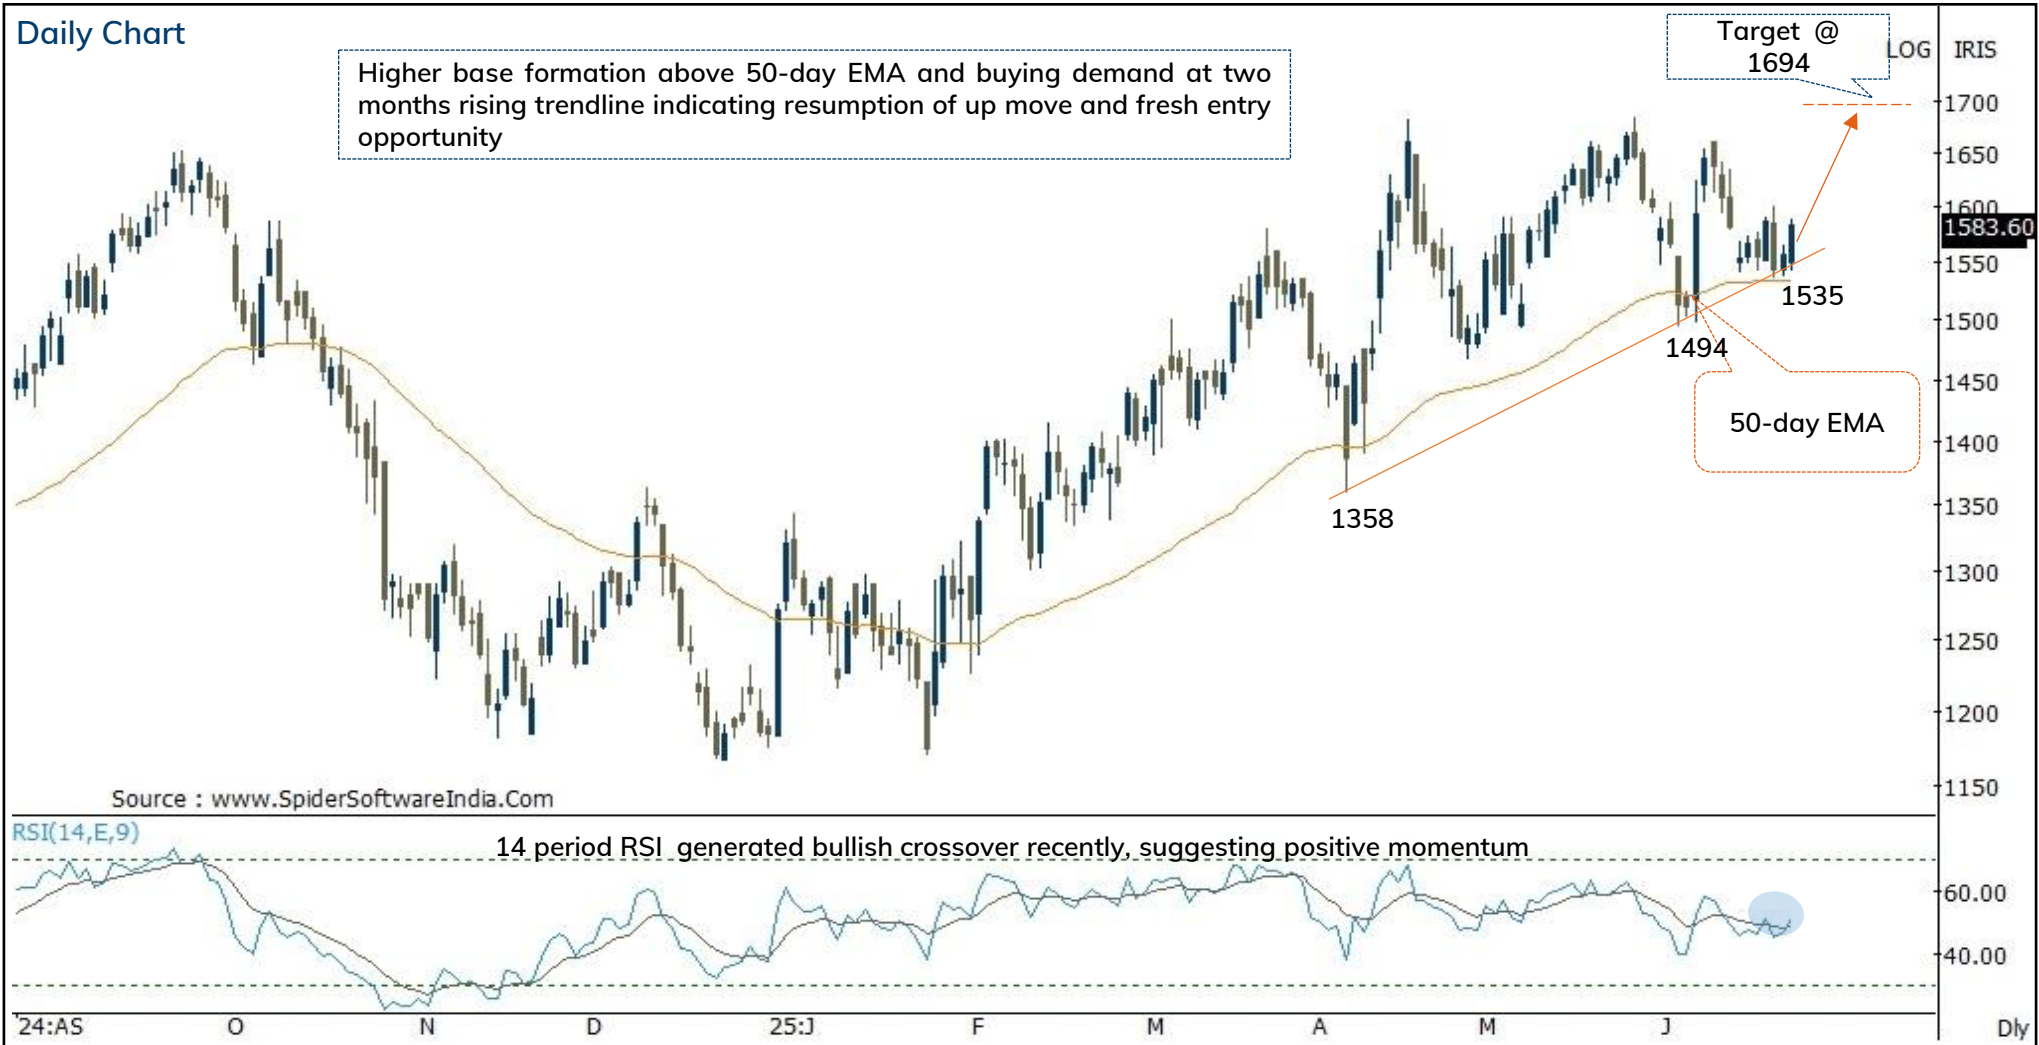 Daily Chart
Target @
1694
LOG IRIS
Higher base formation above 50-day EMA and buying demand at two
months rising trendline indicating resumption of up move and fresh entry
opportunity
1700
1650
1600
1583.60
1550
1535
1500
1494
1450
50-day EMA
1400
1350
1358
1300
1250
1200
1150
Source : www.SpiderSoftwareIndia.Com
RSI(14,E,9)
14 period RSI generated bullish crossover recently, suggesting positive momentum
60.00
40.00
'24:AS O N D 25:J F M A M J Dly